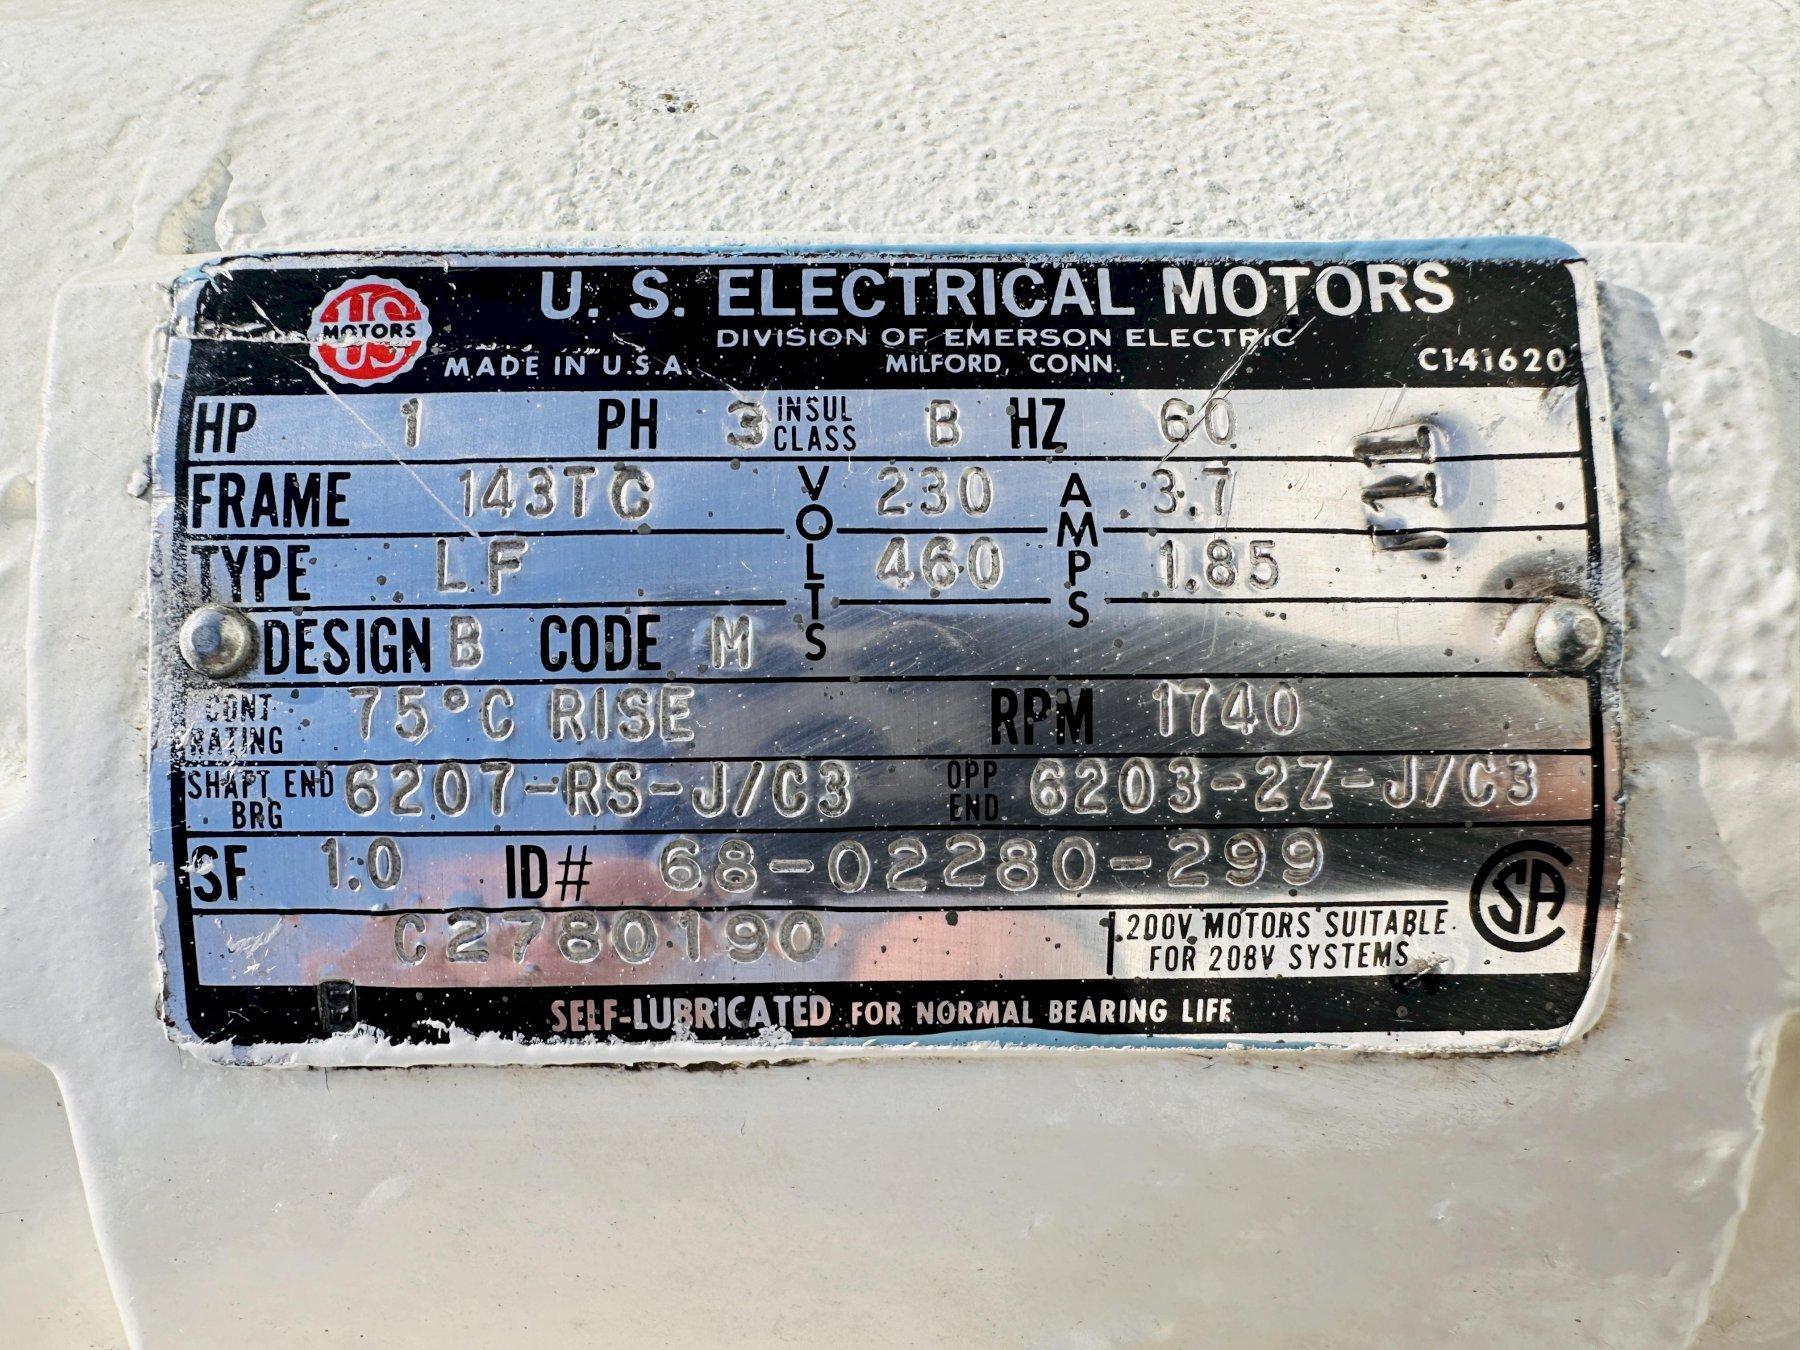 U. S. ELECTRICAL MOTORS
US MOTORS
DIVISION OF EMERSON ELECTRIC
MADE IN U.S.A. MILFORD, CONN. C141620
HP 1 PH 3 INSUL CLASS B HZ 60
FRAME 143TC VOLTS 230 AMPS 3.7
TYPE LF 460 1.85
111
DESIGN B CODE M
CONT RATING 75°C RISE RPM 1740
SHAFT END BRG 6207-RS-J/C3 OPP END 6203-2Z-J/C3
SF 1.0 ID# 68-02280-299
C2780190
200V MOTORS SUITABLE
FOR 208V SYSTEMS
CSA
SELF-LUBRICATED FOR NORMAL BEARING LIFE